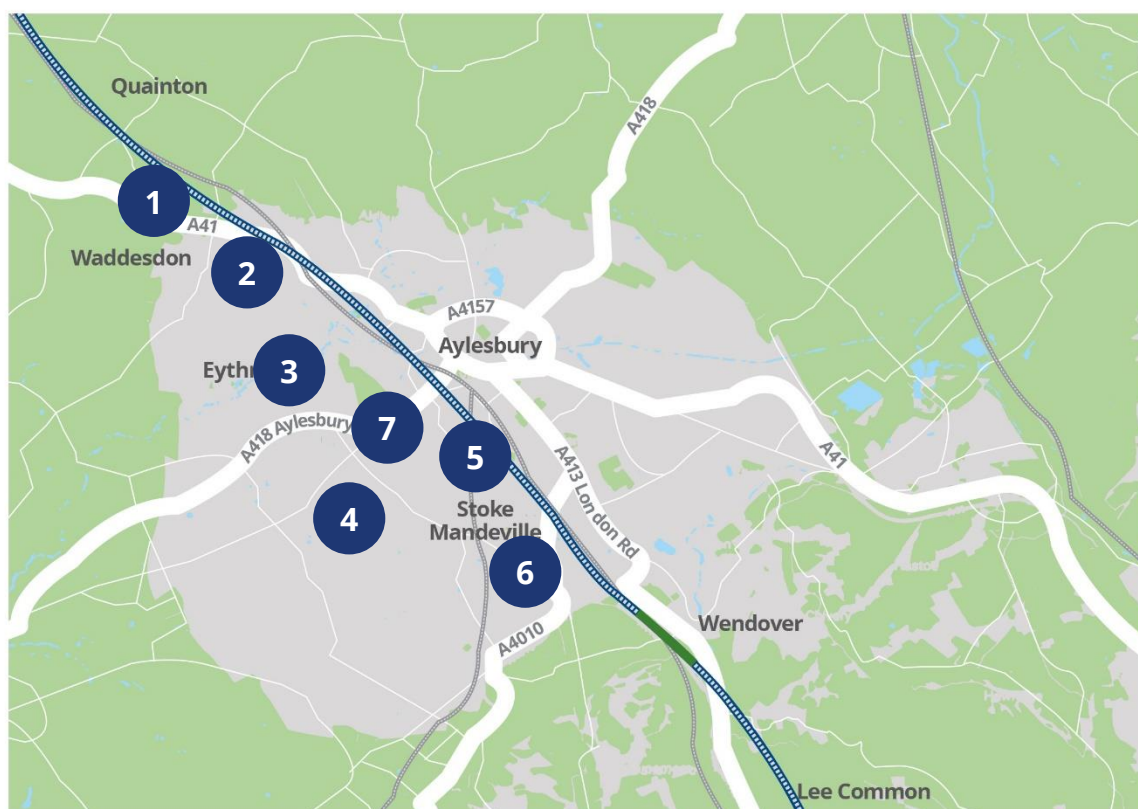 Quainton
A418
1
A41
Waddesdon
2
A4157
Aylesbury
3
A418 Aylesbury
7
5
A41
A413 London Rd
Stoke
Mandeville
4
6
Wendover
A4010
Lee Common